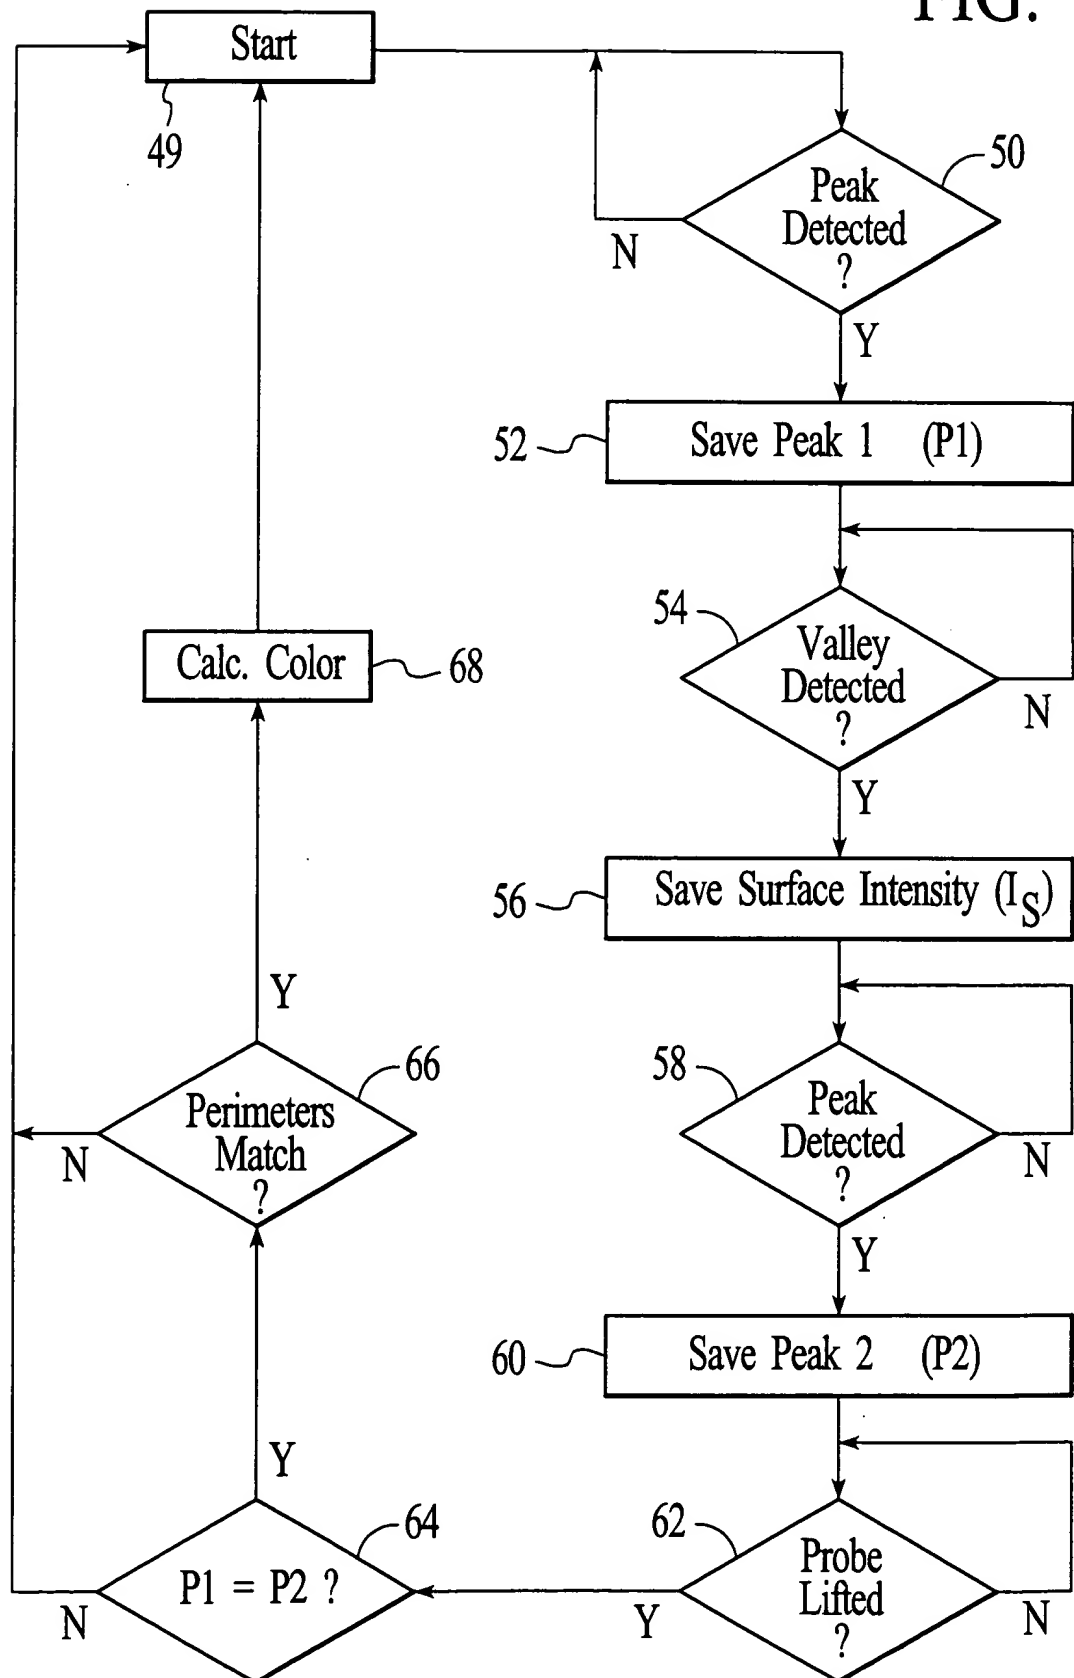 FIG.
Start
49
50
Peak
Detected
?
N
Y
52
Save Peak 1 (P1)
54
Valley
Detected
?
N
Y
Calc. Color
68
56
Save Surface Intensity (IS)
Y
66
Perimeters
Match
?
N
58
Peak
Detected
?
N
Y
60
Save Peak 2 (P2)
Y
64
P1 = P2 ?
N
62
Probe
Lifted
?
Y
N